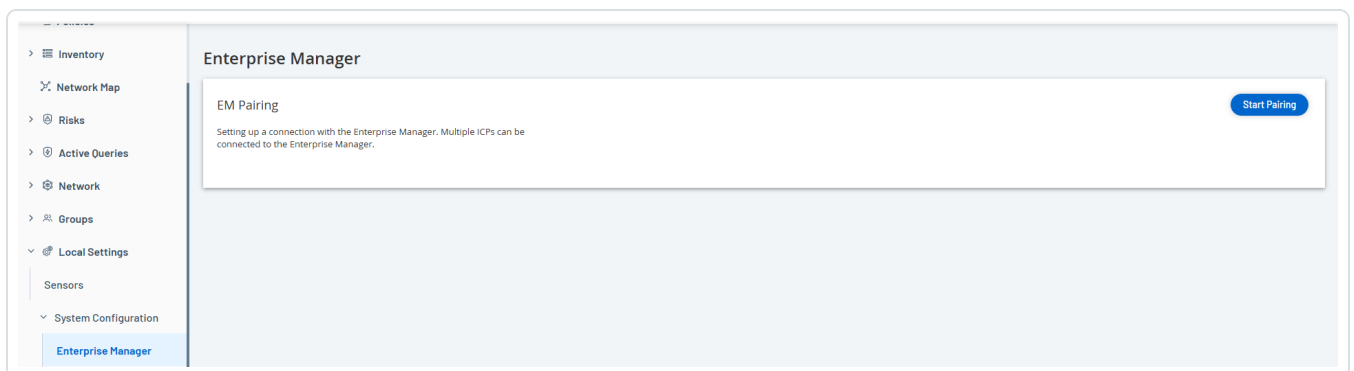 Inventory
Network Map
Risks
Active Queries
Network
Groups
Local Settings
Sensors
System Configuration
Enterprise Manager
Enterprise Manager
EM Pairing
Start Pairing
Setting up a connection with the Enterprise Manager. Multiple ICPs can be
connected to the Enterprise Manager.